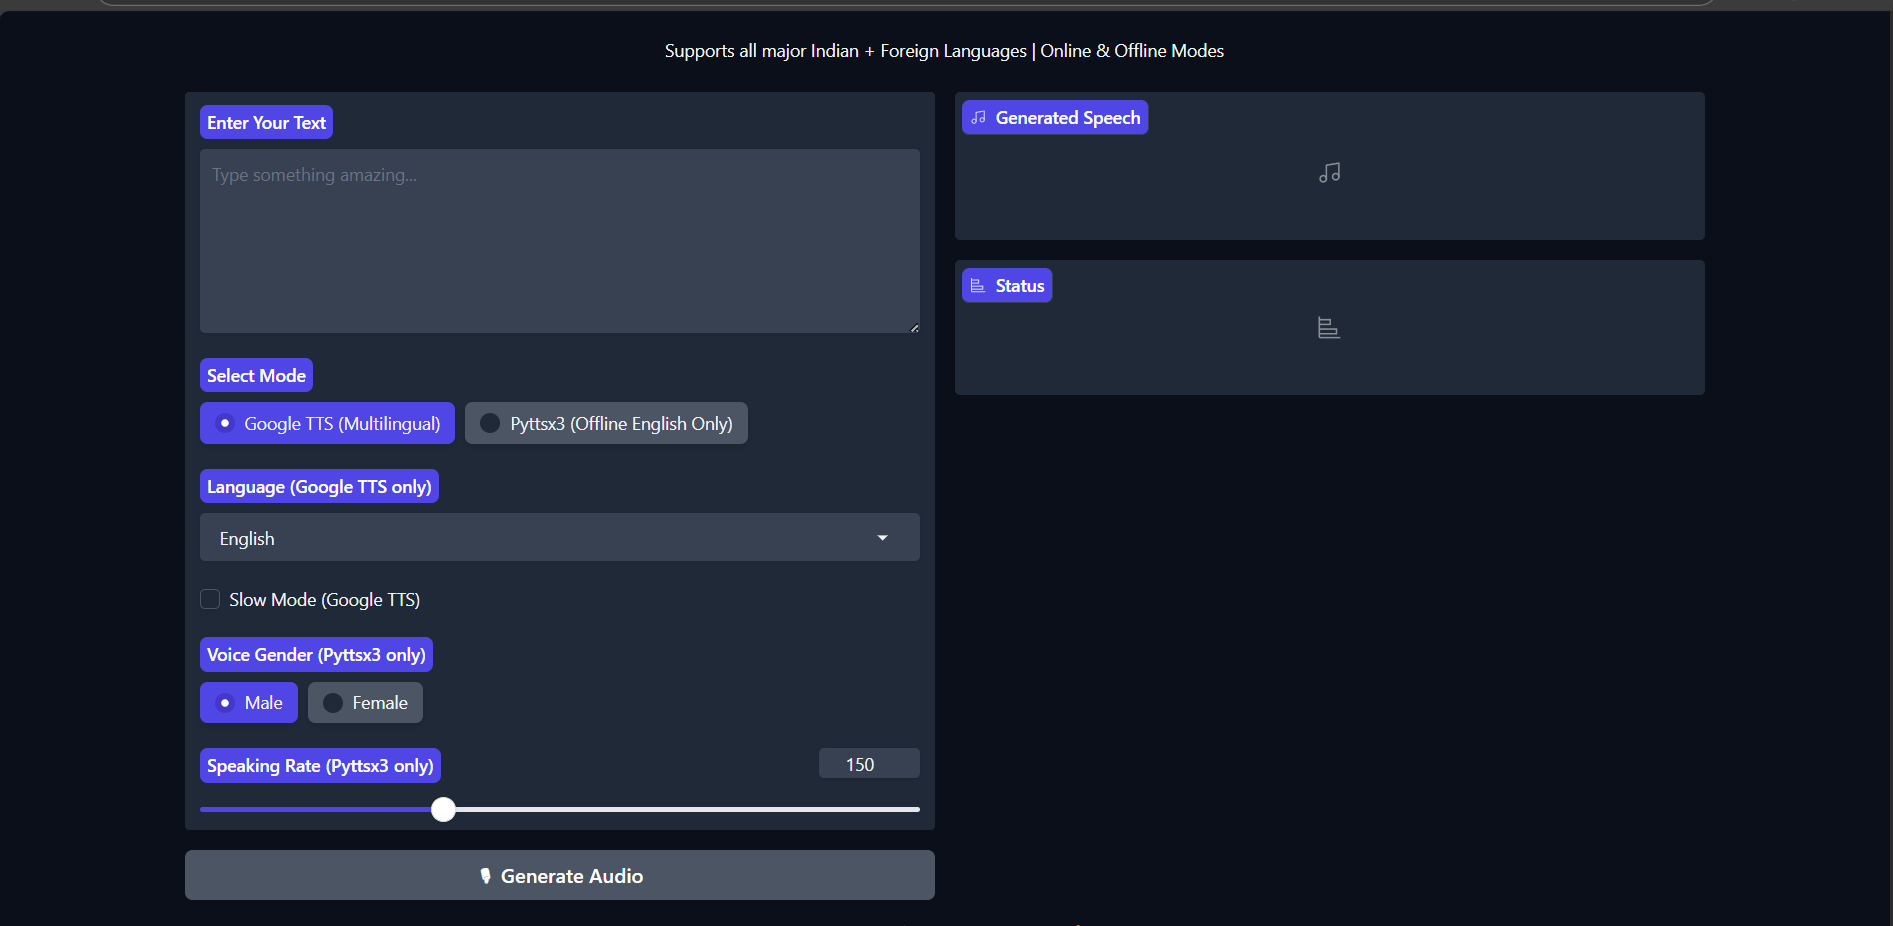 Supports all major Indian + Foreign Languages | Online & Offline Modes
Enter Your Text
Type something amazing...
Select Mode
Google TTS (Multilingual)
Pyttsx3 (Offline English Only)
Language (Google TTS only)
English
Slow Mode (Google TTS)
Voice Gender (Pyttsx3 only)
Male
Female
Speaking Rate (Pyttsx3 only)
150
Generate Audio
Generated Speech
Status